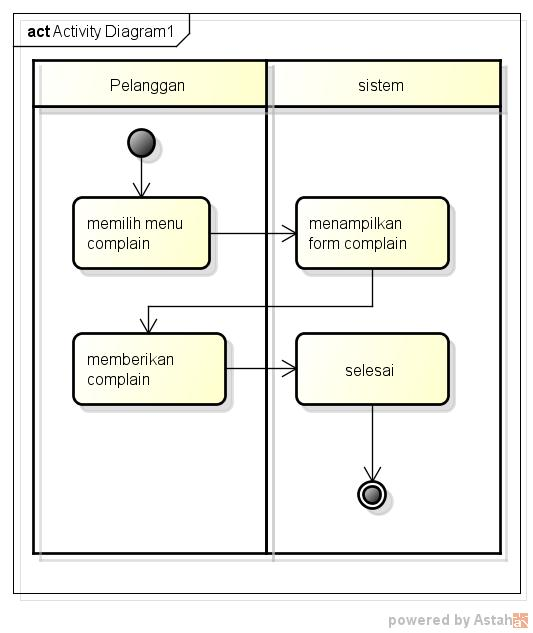 act Activity Diagram1
Pelanggan
sistem
memilih menu
complain
menampilkan
form complain
memberikan
complain
selesai
powered by Astah